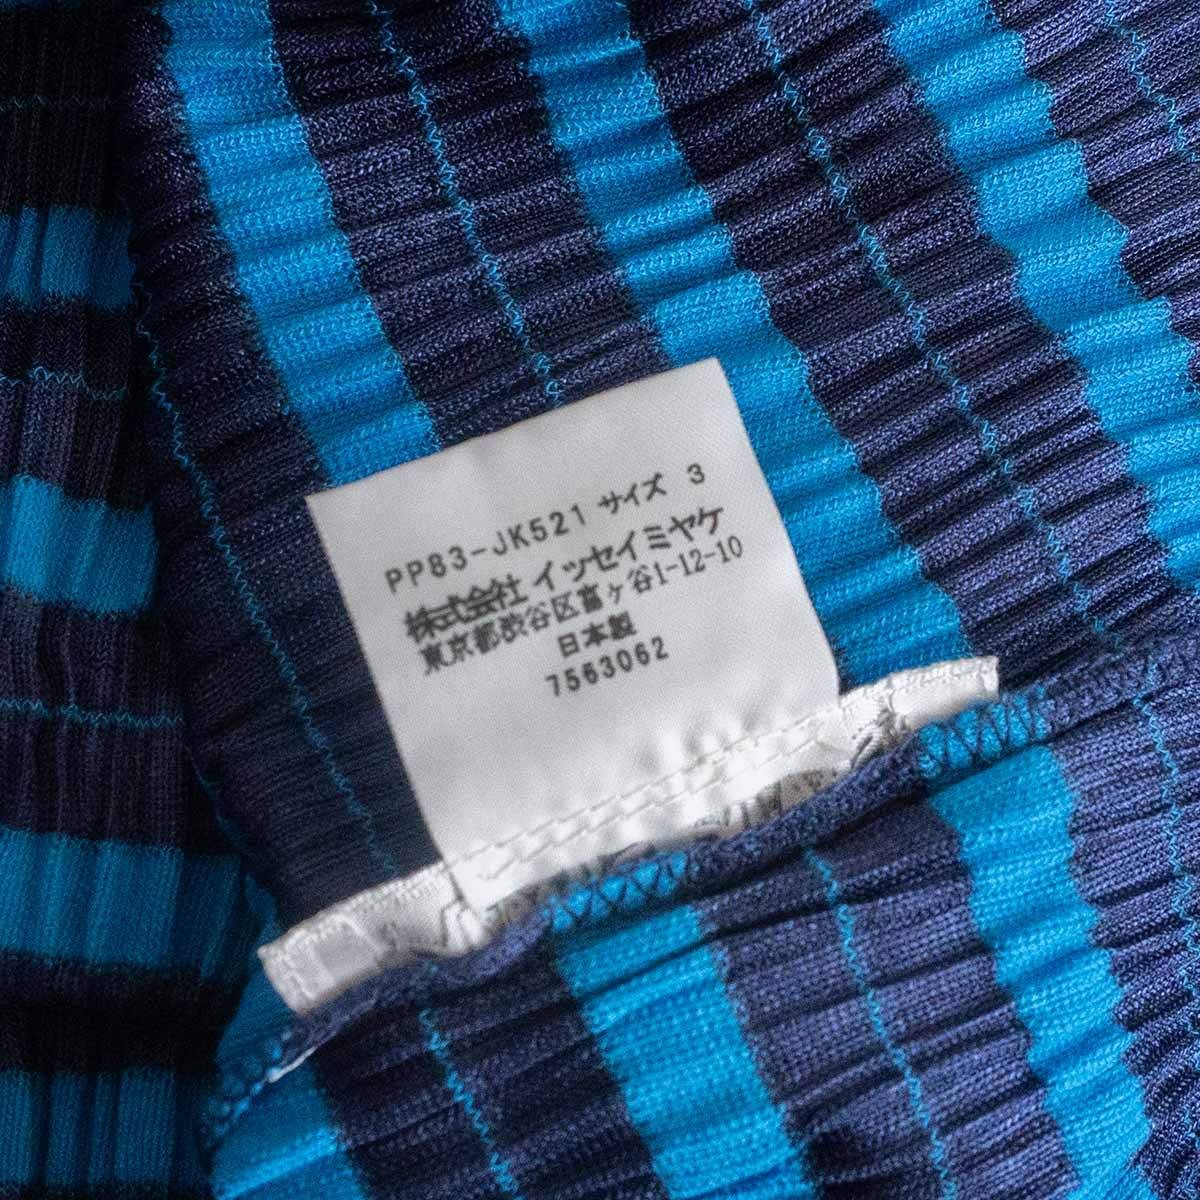 PP83-JK521 サイズ 3
株式会社 イッセイミヤケ
東京都渋谷区富ヶ谷1-12-10
日本製
7563062